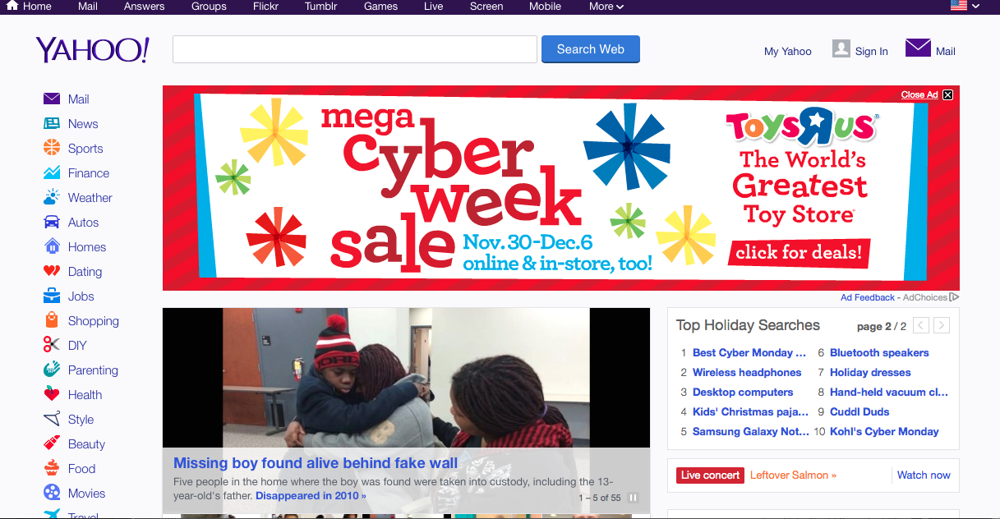 Home Mail Answers Groups Flickr Tumblr Games Live Screen Mobile More
YAHOO!
Search Web
My Yahoo Sign In Mail
Mail
News
Sports
Finance
Weather
Autos
Homes
Dating
Jobs
Shopping
DIY
Parenting
Health
Style
Beauty
Food
Movies
Travel
Close Ad X
mega
cyber
week
sale
Nov. 30-Dec. 6
online & in-store, too!
ToysRus®
The World's
Greatest
Toy Store
click for deals!
Ad Feedback - AdChoices
JORD
B
Missing boy found alive behind fake wall
Five people in the home where the boy was found were taken into custody, including the 13-
year-old's father. Disappeared in 2010 »
1 – 5 of 55
Top Holiday Searches page 2 / 2
1 Best Cyber Monday ...
2 Wireless headphones
3 Desktop computers
4 Kids' Christmas paja...
5 Samsung Galaxy Not...
6 Bluetooth speakers
7 Holiday dresses
8 Hand-held vacuum cl...
9 Cuddl Duds
10 Kohl's Cyber Monday
Live concert Leftover Salmon » Watch now